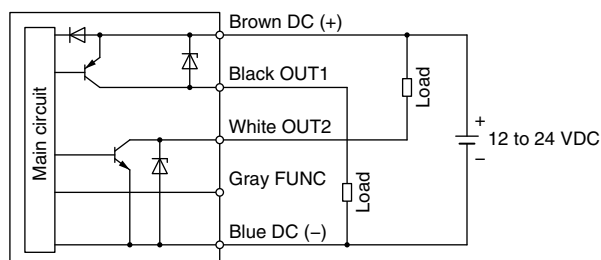 Main circuit
Brown DC (+)
Black OUT1
White OUT2
Gray FUNC
Blue DC (−)
Load
Load
+
12 to 24 VDC
−